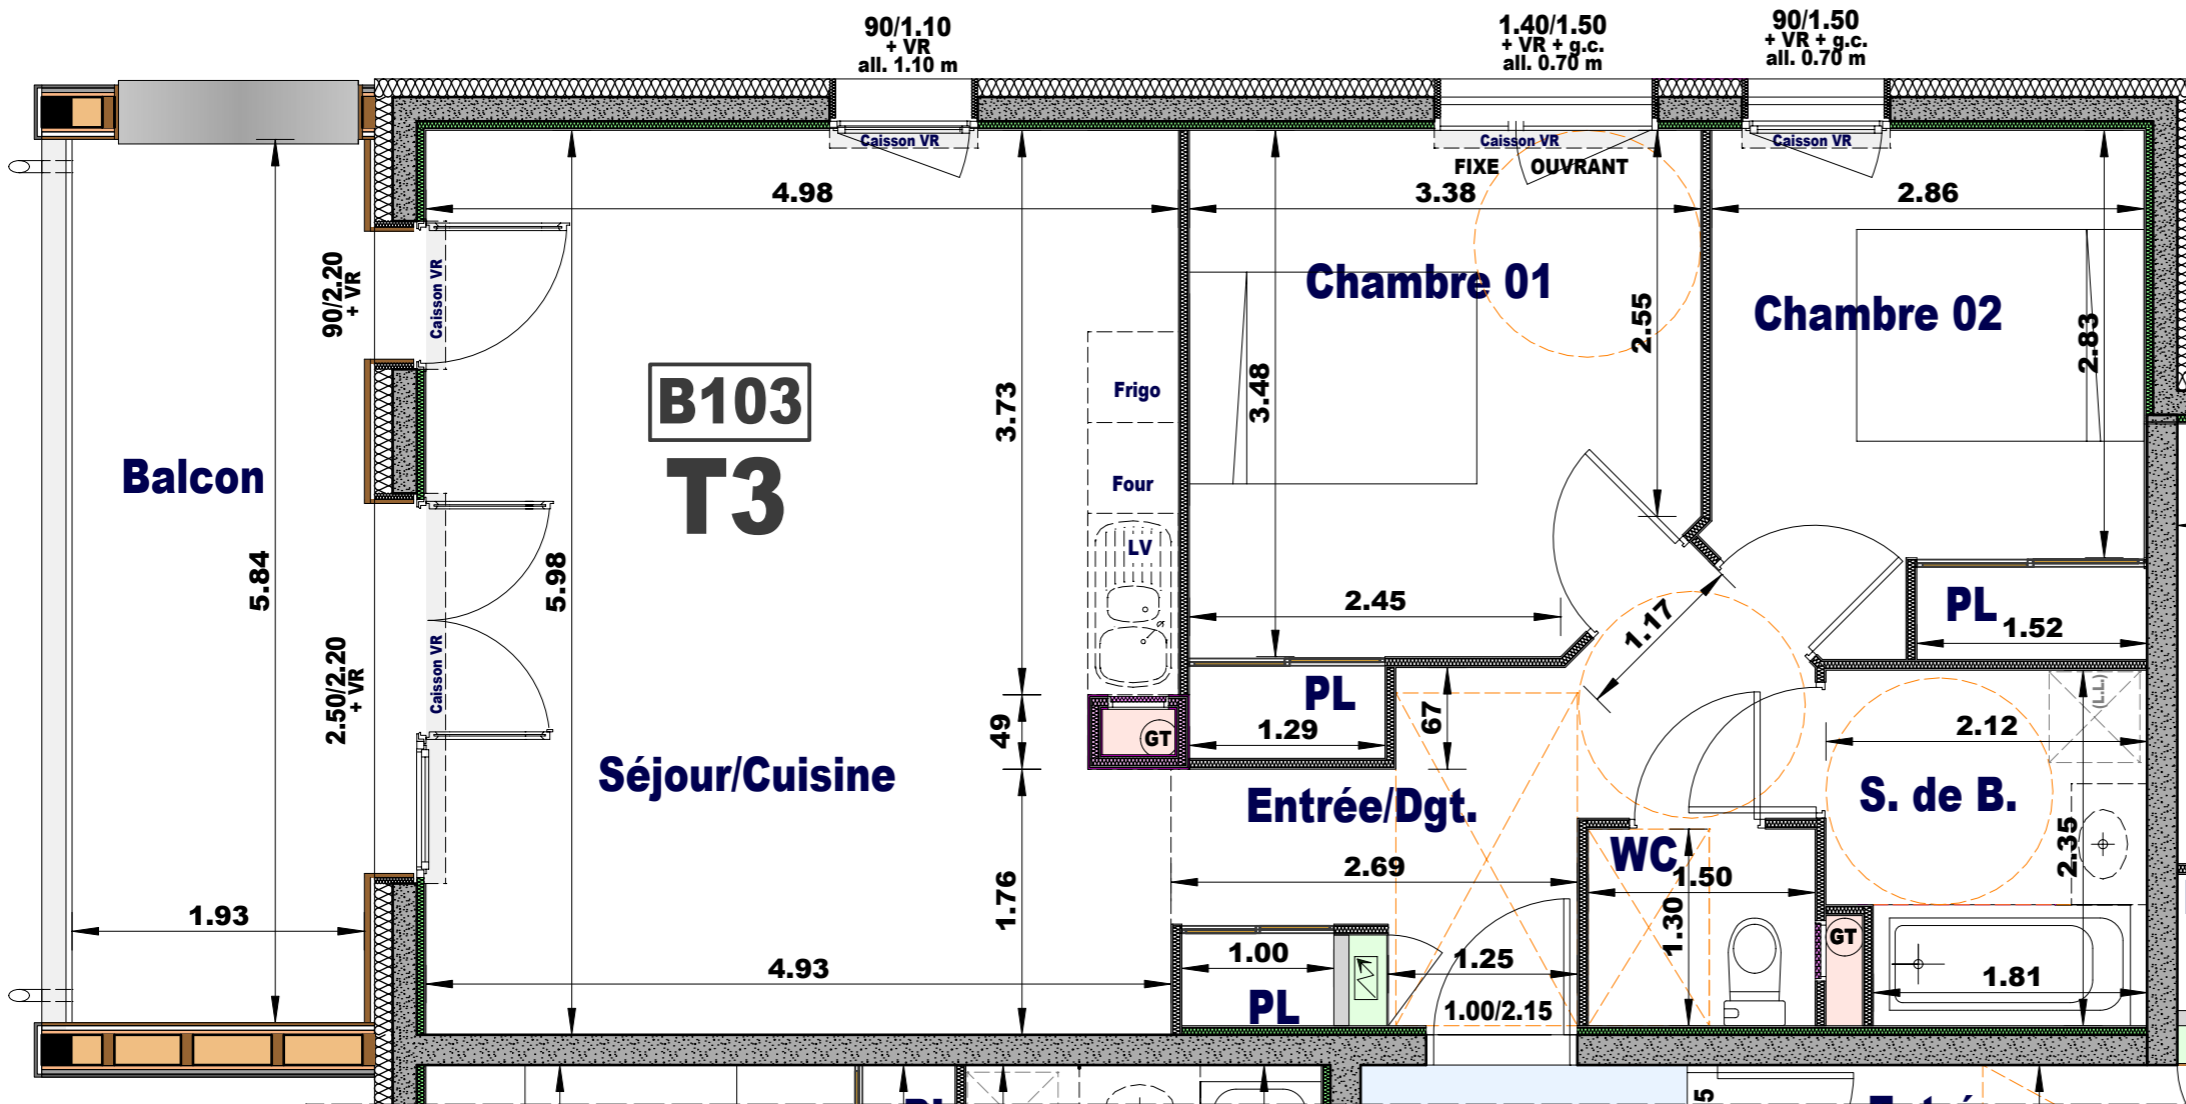 90/1.10
+ VR
all. 1.10 m
1.40/1.50
+ VR + g.c.
all. 0.70 m
90/1.50
+ VR + g.c.
all. 0.70 m
Caisson VR
Caisson VR
Caisson VR
FIXE OUVRANT
4.98
3.38
2.86
90/2.20
+ VR
Caisson VR
Chambre 01
Chambre 02
2.55
2.83
B103
T3
3.73
3.48
Frigo
Four
LV
Balcon
5.84
5.98
2.45
1.17
PL
1.52
2.50/2.20
+ VR
Caisson VR
49
GT
PL
1.29
67
(L.L.)
2.12
Séjour/Cuisine
Entrée/Dgt.
S. de B.
WC
2.35
2.69
1.50
1.76
1.30
1.93
4.93
1.00
PL
1.25
1.00/2.15
GT
1.81